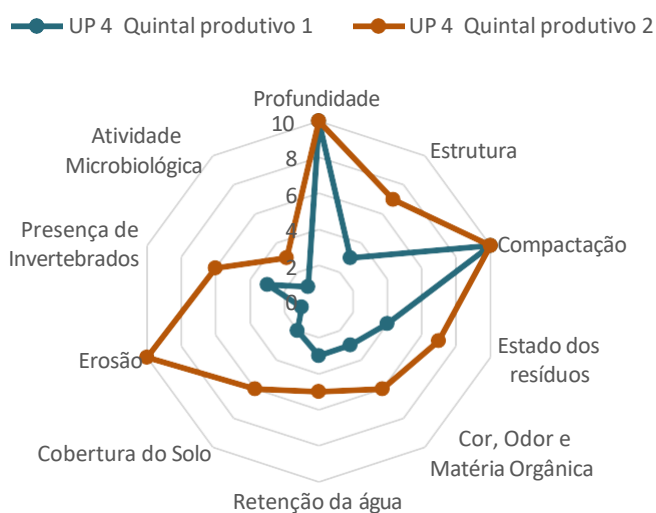 UP 4 Quintal produtivo 1
UP 4 Quintal produtivo 2
Profundidade
10
8
6
4
2
0
Estrutura
Compactação
Estado dos
resíduos
Cor, Odor e
Matéria Orgânica
Retenção da água
Cobertura do Solo
Erosão
Presença de
Invertebrados
Atividade
Microbiológica